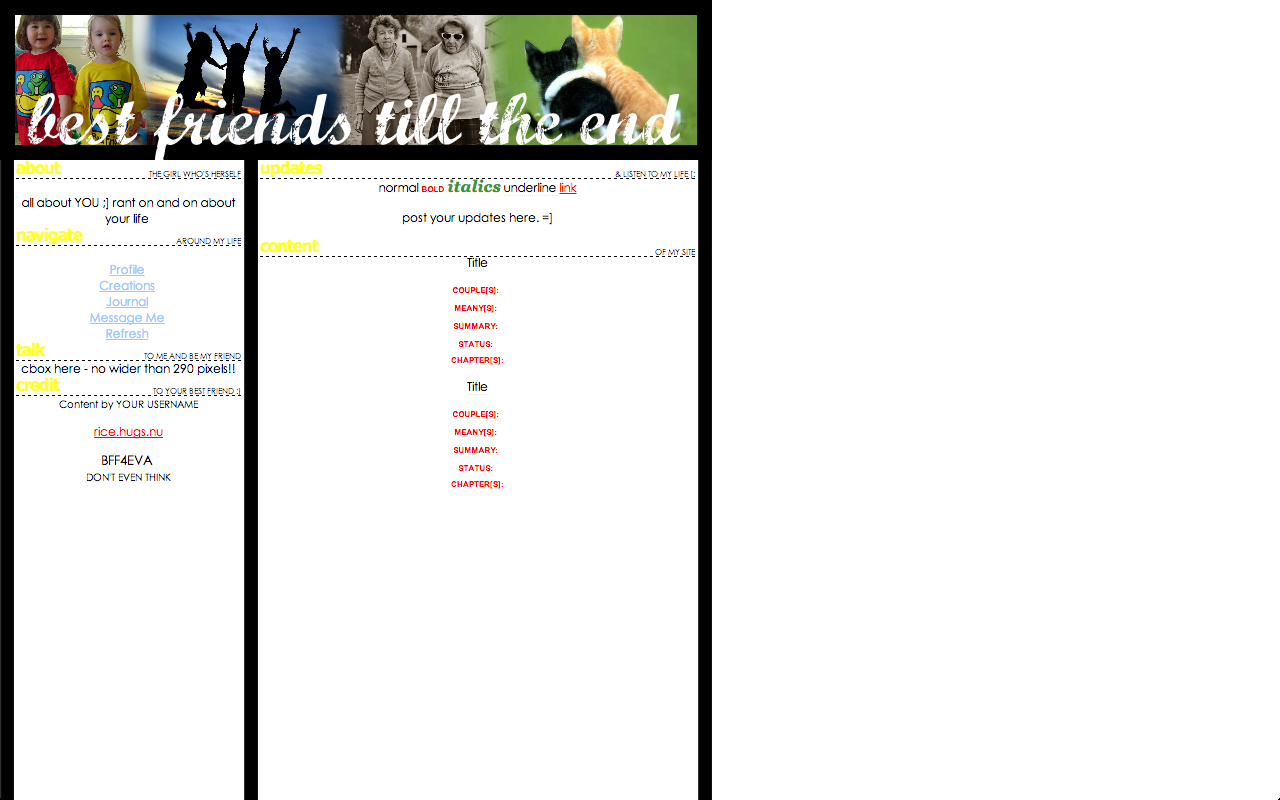 best friends till the end
about THE GIRL WHO'S HERSELF
all about YOU ;] rant on and on about
your life
navigate AROUND MY LIFE
Profile
Creations
Journal
Message Me
Refresh
talk TO ME AND BE MY FRIEND
cbox here - no wider than 290 pixels!!
credit TO YOUR BEST FRIEND ;]
Content by YOUR USERNAME
rice.hugs.nu
BFF4EVA
DON'T EVEN THINK
updates & LISTEN TO MY LIFE [;
normal BOLD italics underline link
post your updates here. =]
content OF MY SITE
Title
COUPLE[S]:
MEANY[S]:
SUMMARY:
STATUS:
CHAPTER[S]:
Title
COUPLE[S]:
MEANY[S]:
SUMMARY:
STATUS:
CHAPTER[S]: